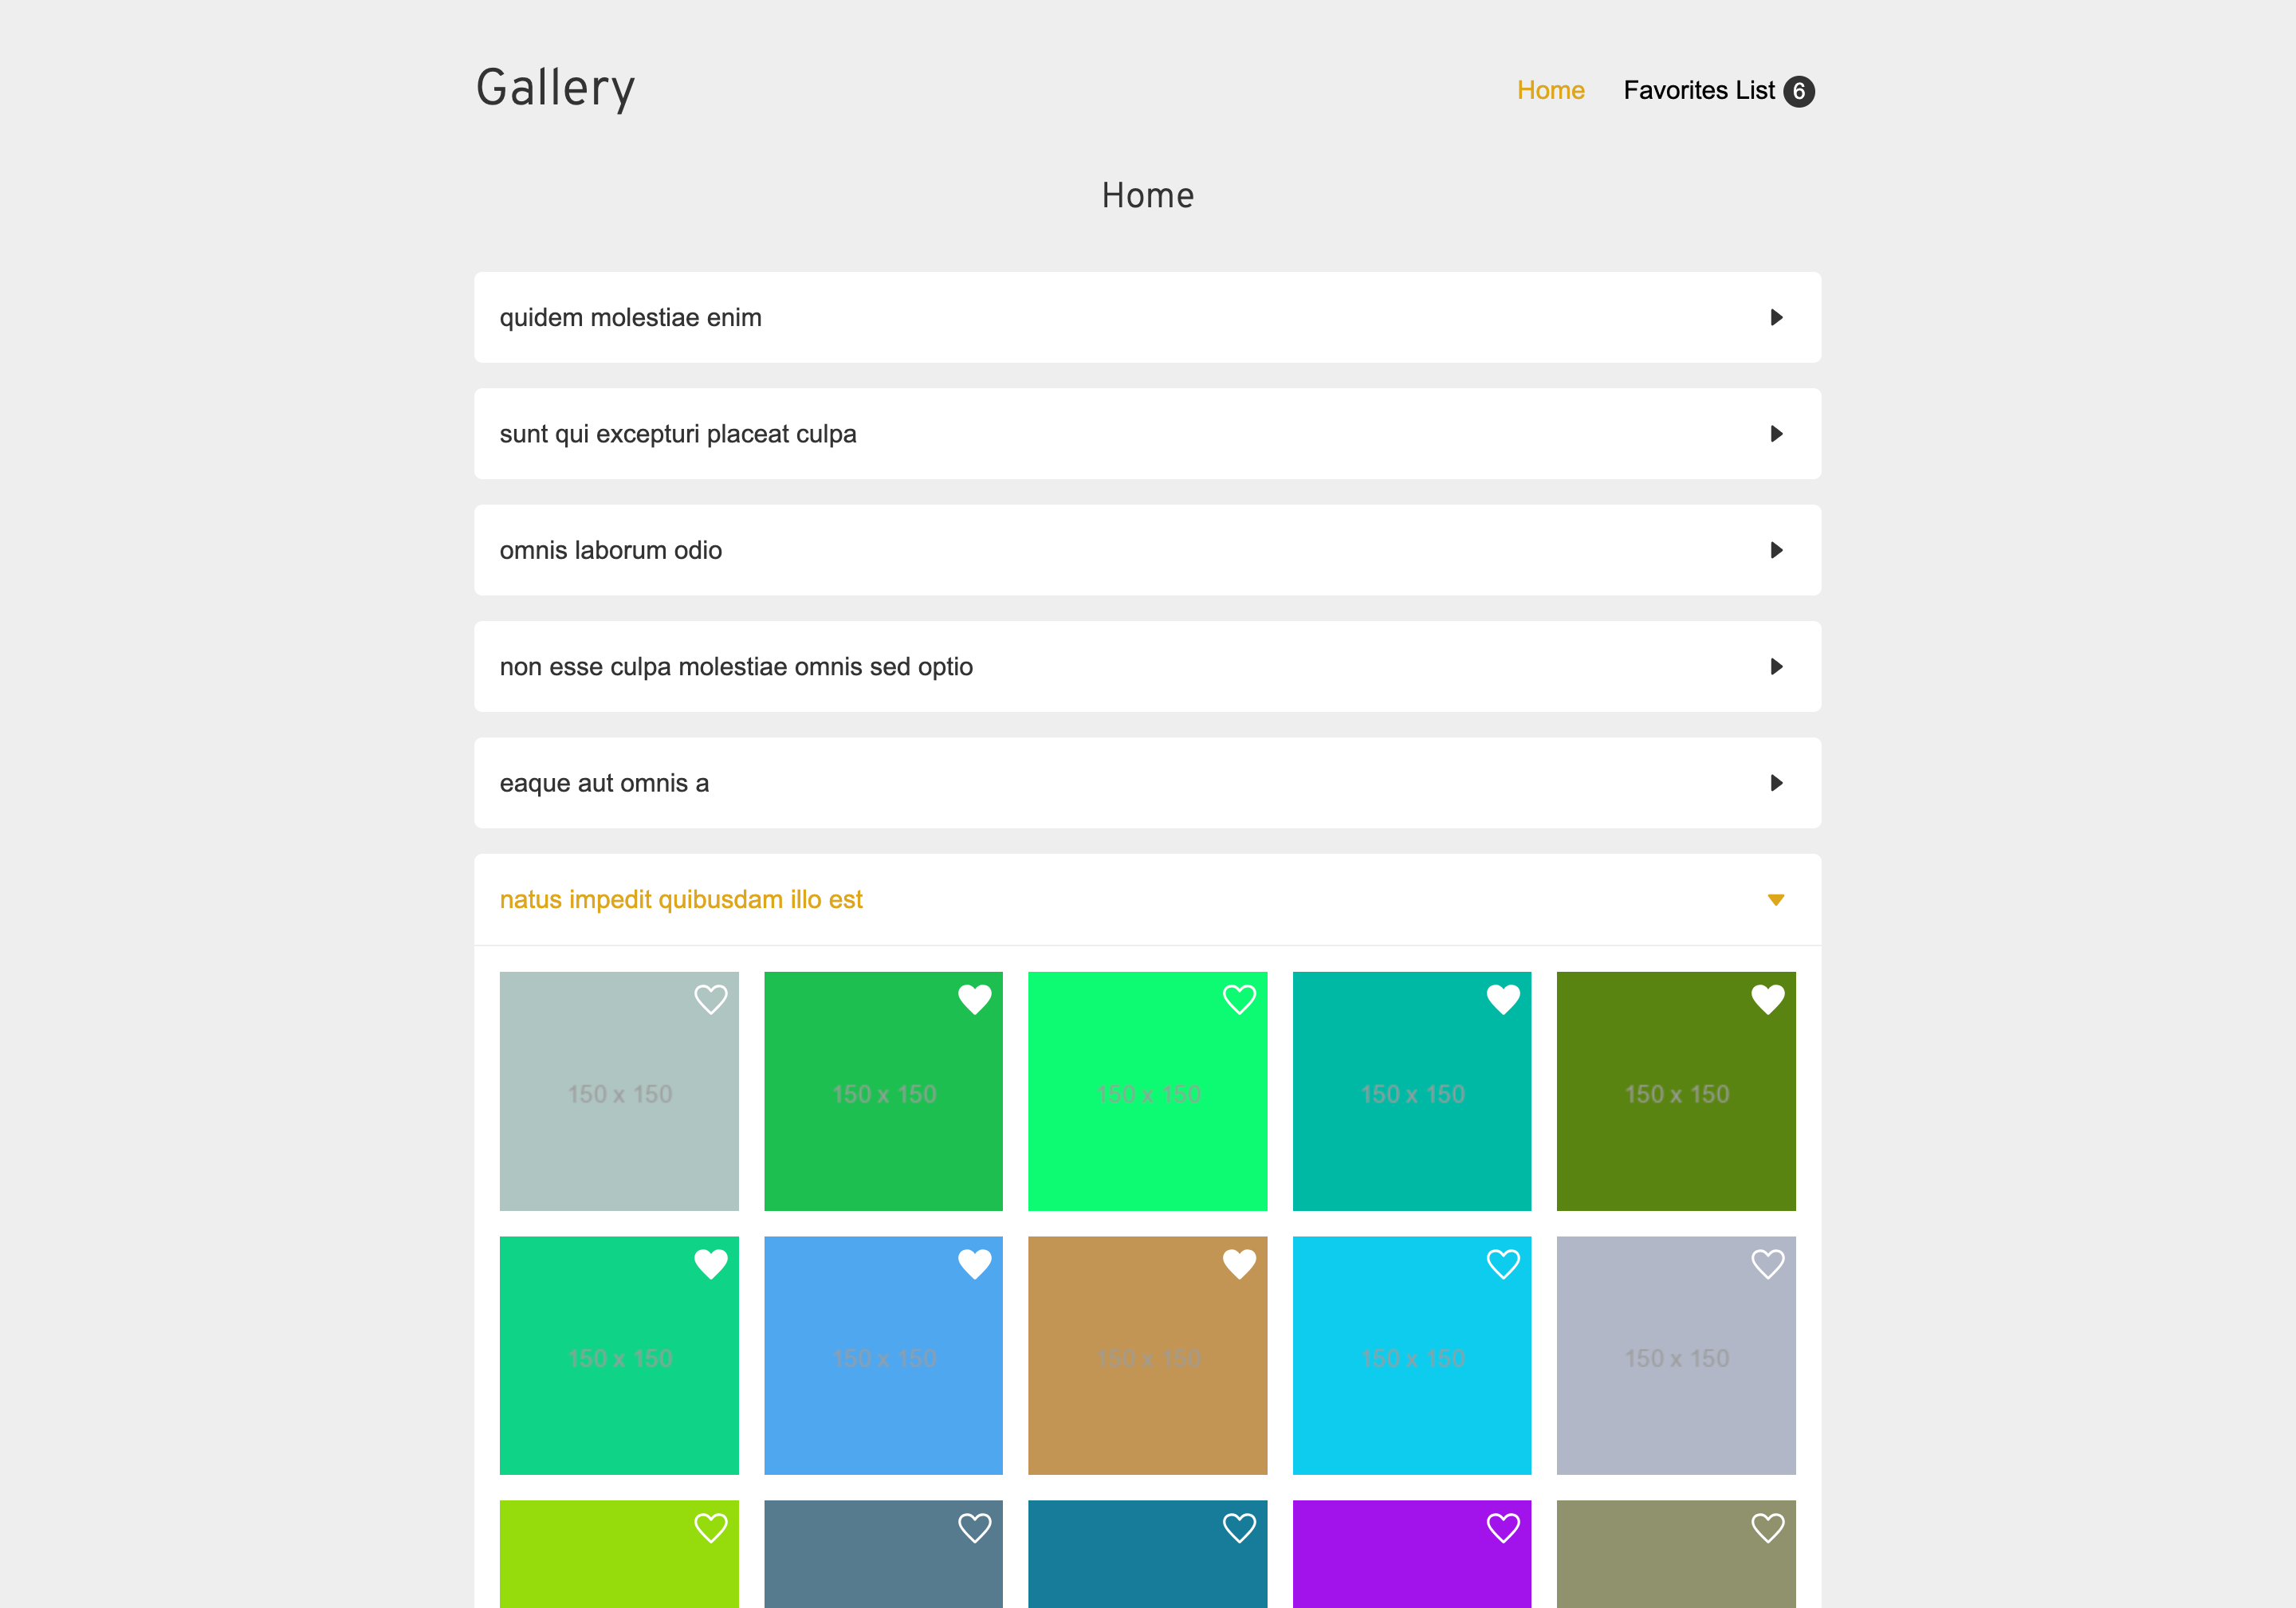 Gallery
Home
Favorites List 6
Home
quidem molestiae enim
sunt qui excepturi placeat culpa
omnis laborum odio
non esse culpa molestiae omnis sed optio
eaque aut omnis a
natus impedit quibusdam illo est
150 x 150
150 x 150
150 x 150
150 x 150
150 x 150
150 x 150
150 x 150
150 x 150
150 x 150
150 x 150